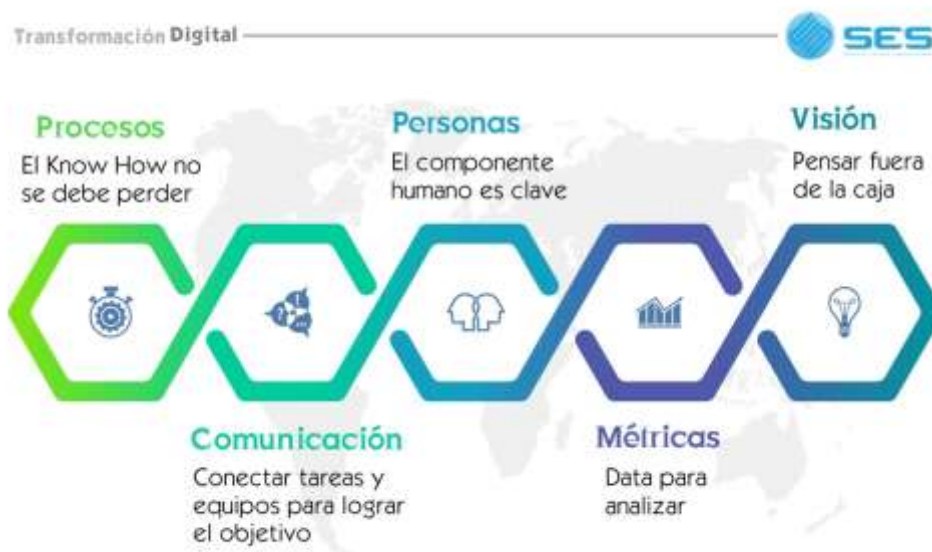 Transformación Digital
SES
Procesos
El Know How no
se debe perder
Comunicación
Conectar tareas y
equipos para lograr
el objetivo
Personas
El componente
humano es clave
Métricas
Data para
analizar
Visión
Pensar fuera
de la caja